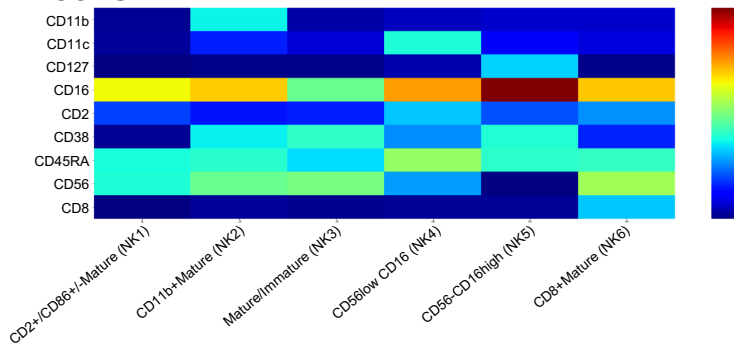 CD11b
CD11c
CD127
CD16
CD2
CD38
CD45RA
CD56
CD8
CD2+/CD86+/-Mature (NK1)
CD11b+Mature (NK2)
Mature/Immature (NK3)
CD56low CD16 (NK4)
CD56-CD16high (NK5)
CD8+Mature (NK6)